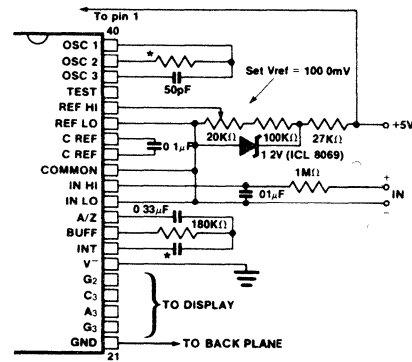 To pin 1
40
OSC 1
OSC 2
*
OSC 3
50pF
TEST
Set Vref = 100 0mV
REF HI
REF LO
+5V
20KΩ
100KΩ
27KΩ
C REF
0 1μF
1 2V (ICL 8069)
C REF
COMMON
1MΩ
+
IN HI
01μF
IN
IN LO
−
A/Z
0 33μF
BUFF
180KΩ
INT
*
V⁻
G2
C3
TO DISPLAY
A3
G3
GND
TO BACK PLANE
21